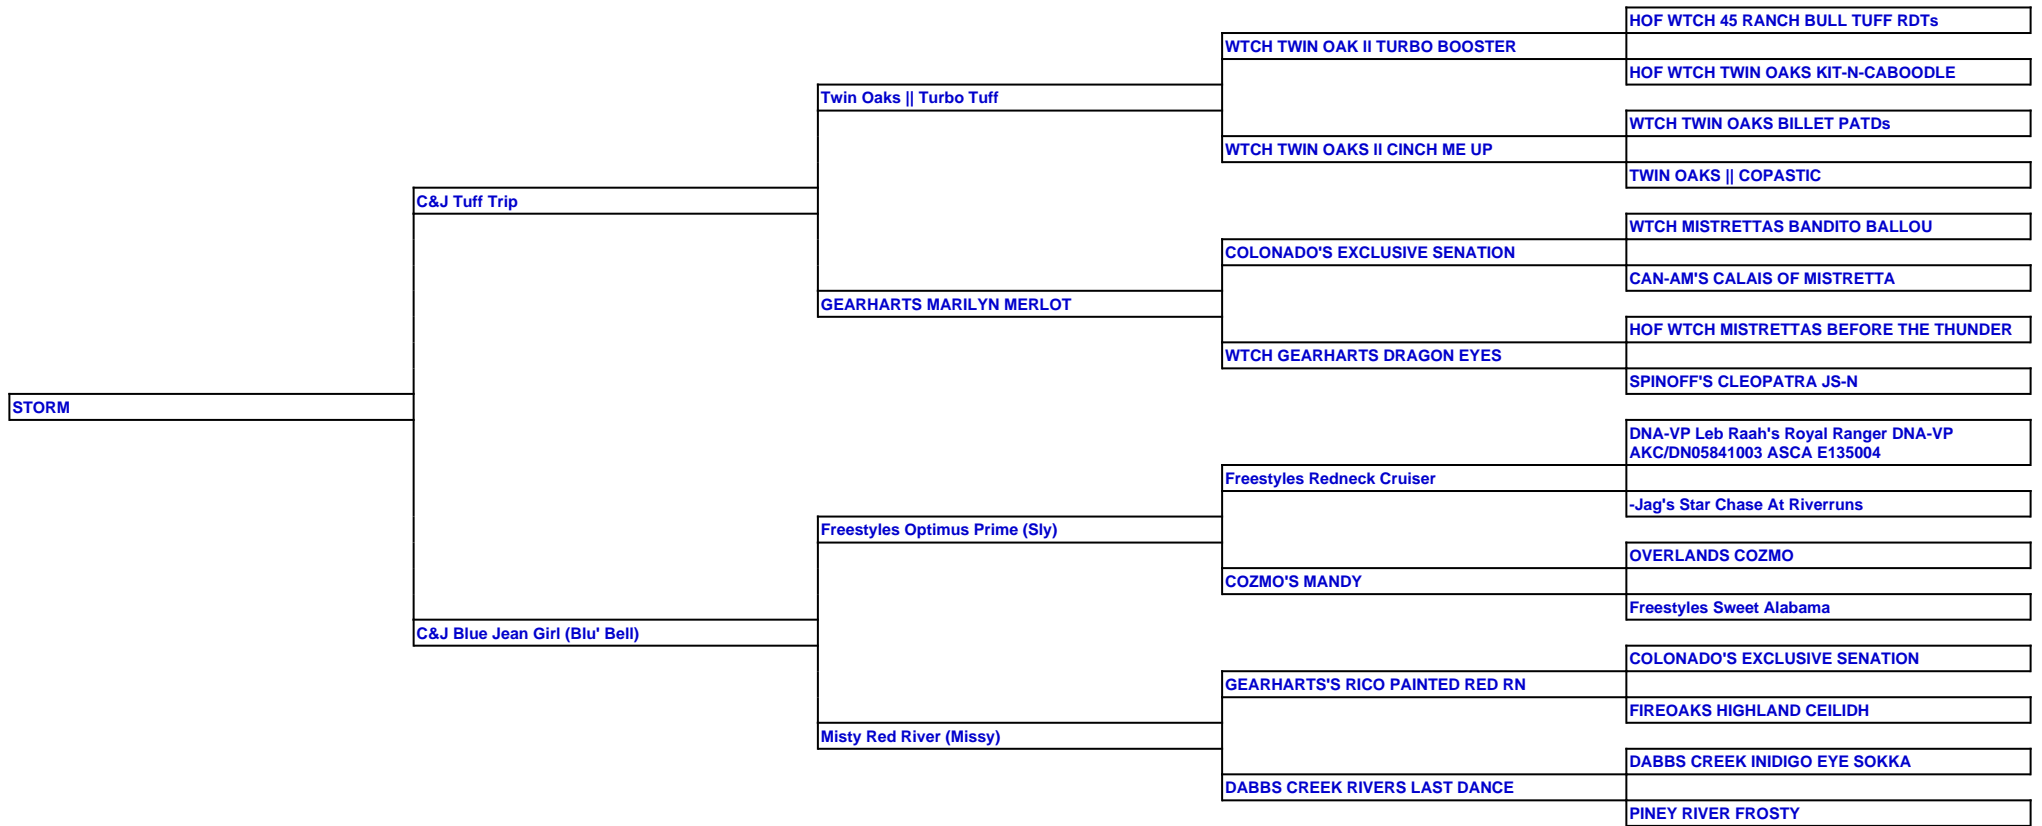 HOF WTCH 45 RANCH BULL TUFF RDTs
WTCH TWIN OAK II TURBO BOOSTER
HOF WTCH TWIN OAKS KIT-N-CABOODLE
Twin Oaks || Turbo Tuff
WTCH TWIN OAKS BILLET PATDs
WTCH TWIN OAKS II CINCH ME UP
TWIN OAKS || COPASTIC
C&J Tuff Trip
WTCH MISTRETTAS BANDITO BALLOU
COLONADO'S EXCLUSIVE SENATION
CAN-AM'S CALAIS OF MISTRETTA
GEARHARTS MARILYN MERLOT
HOF WTCH MISTRETTAS BEFORE THE THUNDER
WTCH GEARHARTS DRAGON EYES
SPINOFF'S CLEOPATRA JS-N
STORM
DNA-VP Leb Raah's Royal Ranger DNA-VP
AKC/DN05841003 ASCA E135004
Freestyles Redneck Cruiser
-Jag's Star Chase At Riverruns
Freestyles Optimus Prime (Sly)
OVERLANDS COZMO
COZMO'S MANDY
Freestyles Sweet Alabama
C&J Blue Jean Girl (Blu' Bell)
COLONADO'S EXCLUSIVE SENATION
GEARHARTS'S RICO PAINTED RED RN
FIREOAKS HIGHLAND CEILIDH
Misty Red River (Missy)
DABBS CREEK INIDIGO EYE SOKKA
DABBS CREEK RIVERS LAST DANCE
PINEY RIVER FROSTY